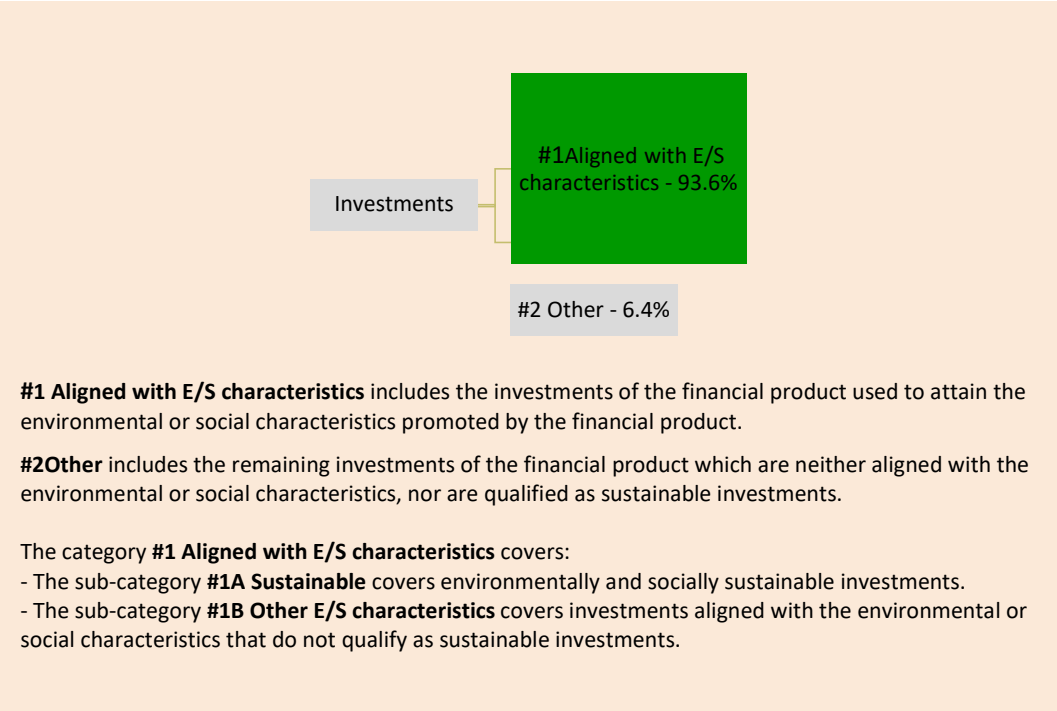 #1Aligned with E/S
characteristics - 93.6%
Investments
#2 Other - 6.4%
#1 Aligned with E/S characteristics includes the investments of the financial product used to attain the
environmental or social characteristics promoted by the financial product.
#2Other includes the remaining investments of the financial product which are neither aligned with the
environmental or social characteristics, nor are qualified as sustainable investments.
The category #1 Aligned with E/S characteristics covers:
- The sub-category #1A Sustainable covers environmentally and socially sustainable investments.
- The sub-category #1B Other E/S characteristics covers investments aligned with the environmental or
social characteristics that do not qualify as sustainable investments.